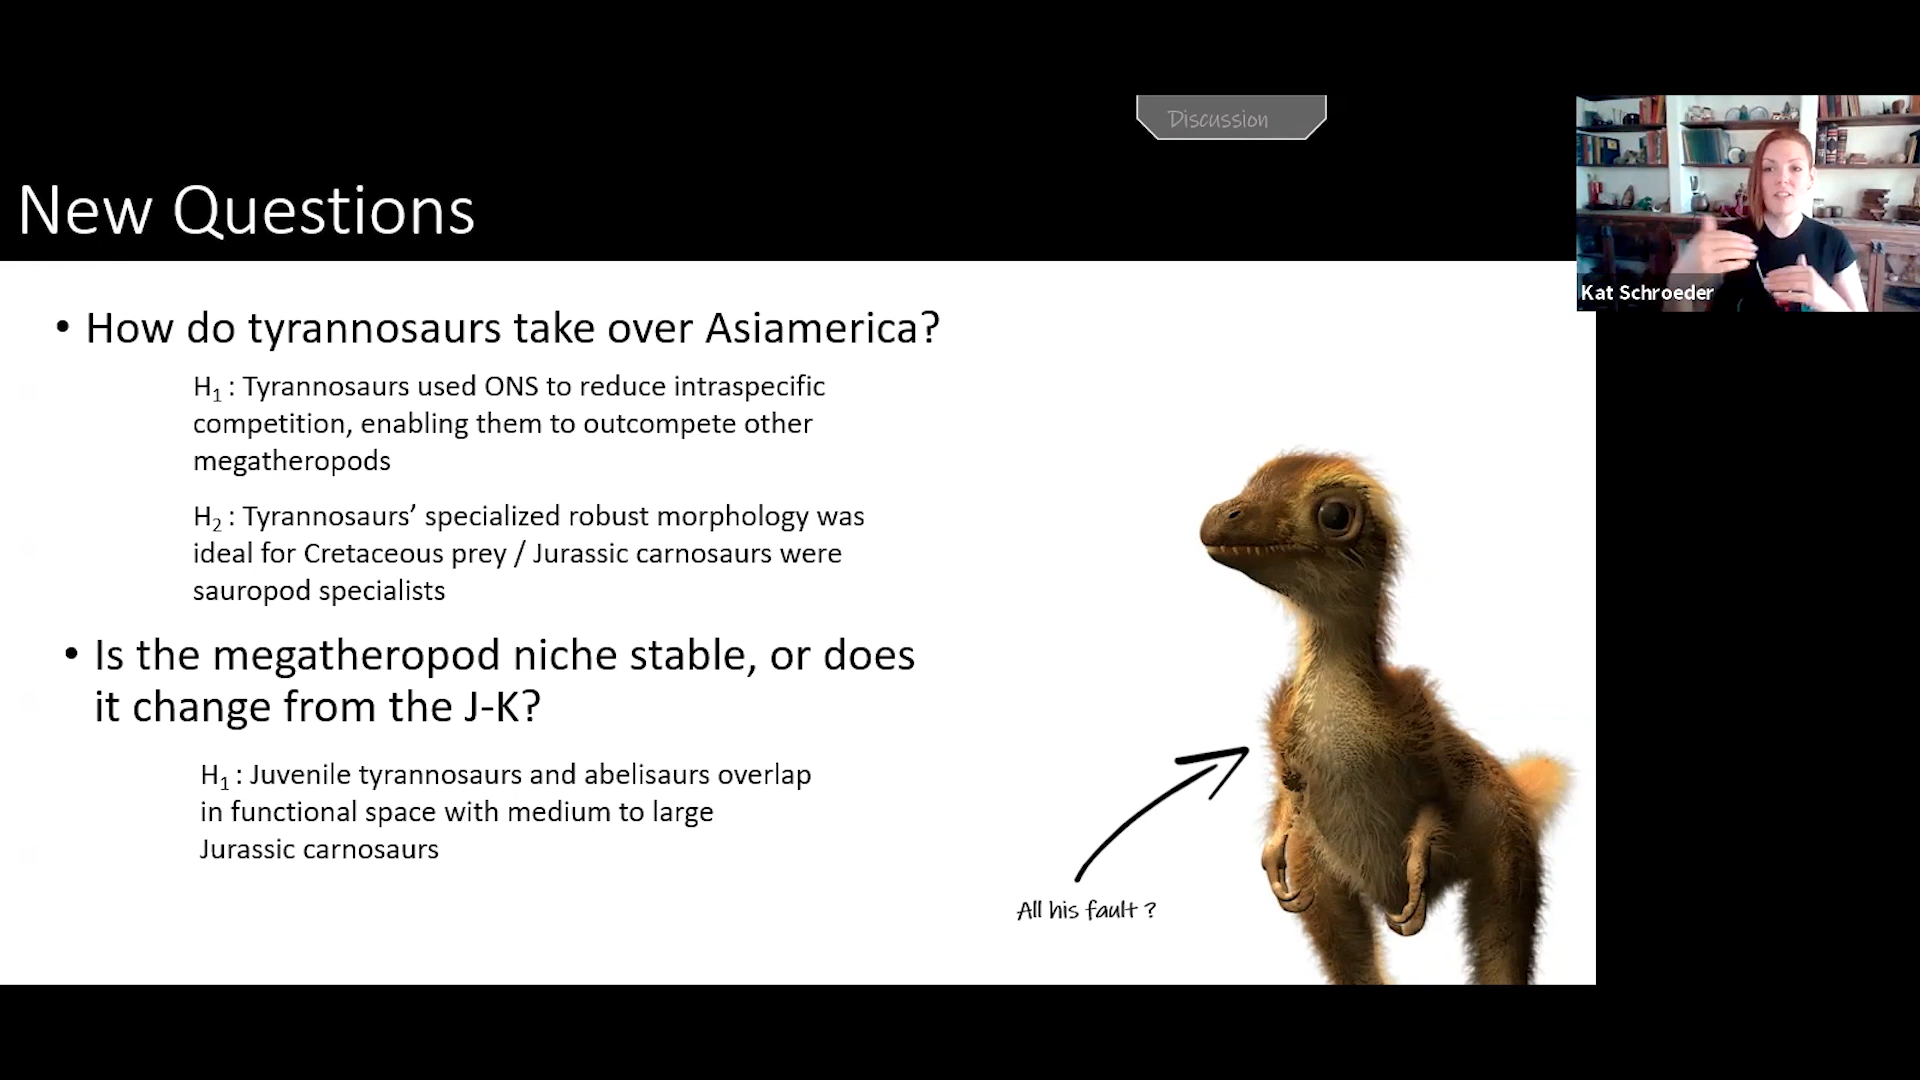 Discussion
New Questions
Kat Schroeder
• How do tyrannosaurs take over Asiamerica?
H₁ : Tyrannosaurs used ONS to reduce intraspecific
competition, enabling them to outcompete other
megatheropods
H₂ : Tyrannosaurs’ specialized robust morphology was
ideal for Cretaceous prey / Jurassic carnosaurs were
sauropod specialists
• Is the megatheropod niche stable, or does
it change from the J-K?
H₁ : Juvenile tyrannosaurs and abelisaurs overlap
in functional space with medium to large
Jurassic carnosaurs
All his fault ?